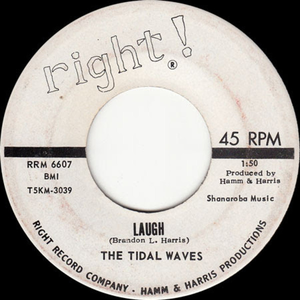 right!
®
45 RPM
RRM 6607
BMI
T5KM-3039
1:50
Produced by
Hamm & Harris
Shanaroba Music
LAUGH
(Brandon L. Harris)
THE TIDAL WAVES
RIGHT RECORD COMPANY - HAMM & HARRIS PRODUCTIONS